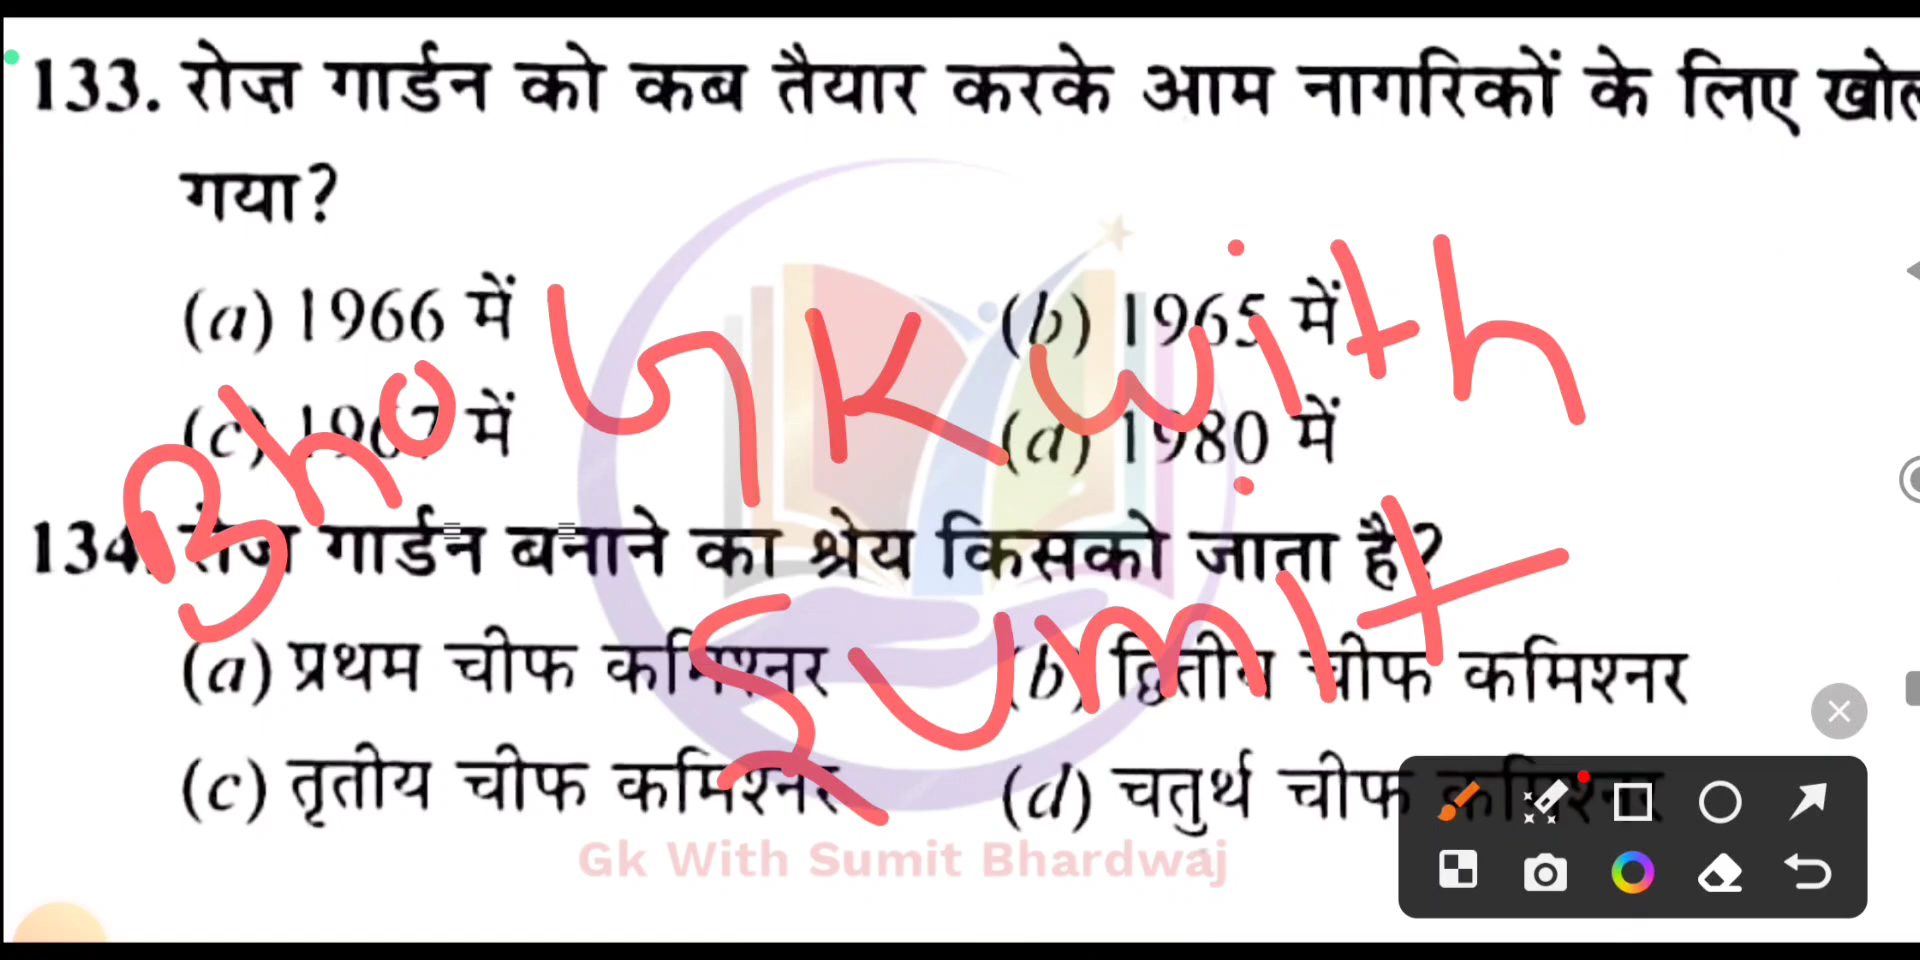 133. रोज़ गार्डन को कब तैयार करके आम नागरिकों के लिए
गया?
(a) 1966 में (b) 1965 में
(c) 1967 में (d) 1980 में
134. रोज़ गार्डन बनाने का श्रेय किसको जाता है?
(a) प्रथम चीफ कमिश्नर (b) द्वितीय चीफ कमिश्नर
(c) तृतीय चीफ कमिश्नर (d) चतुर्थ चीफ कमिश्नर
GK with
Sumit
Gk With Sumit Bhardwaj